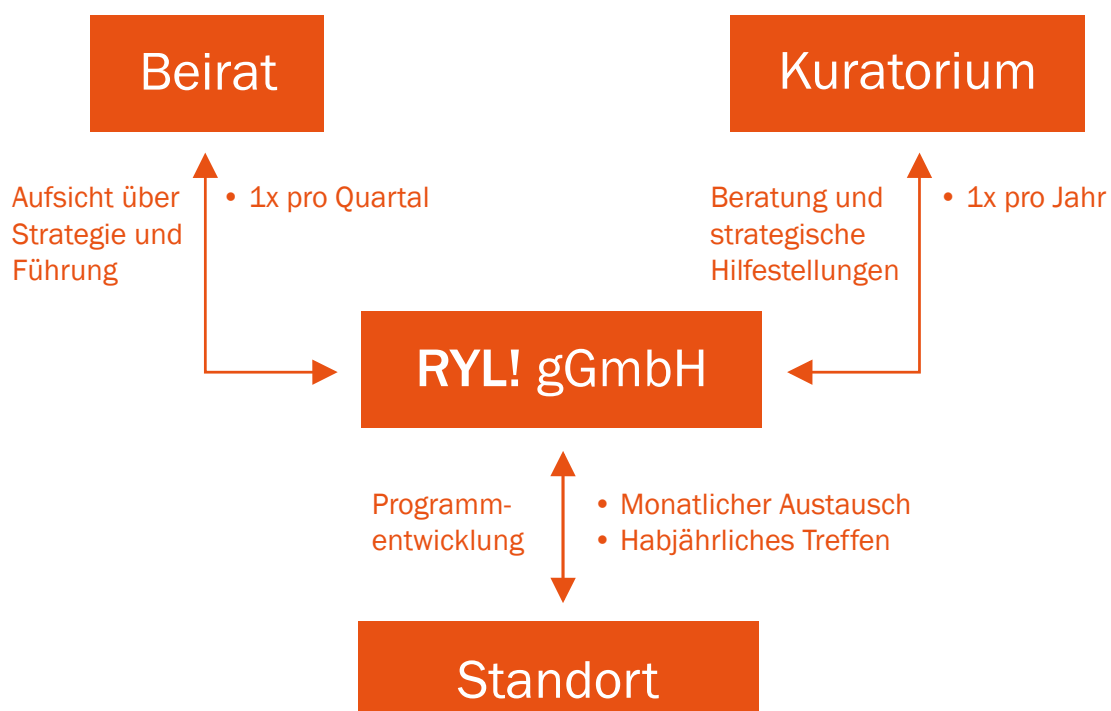 Beirat
Kuratorium
Aufsicht über
Strategie und
Führung
• 1x pro Quartal
Beratung und
strategische
Hilfestellungen
• 1x pro Jahr
RYL! gGmbH
Programm-
entwicklung
• Monatlicher Austausch
• Habjährliches Treffen
Standort